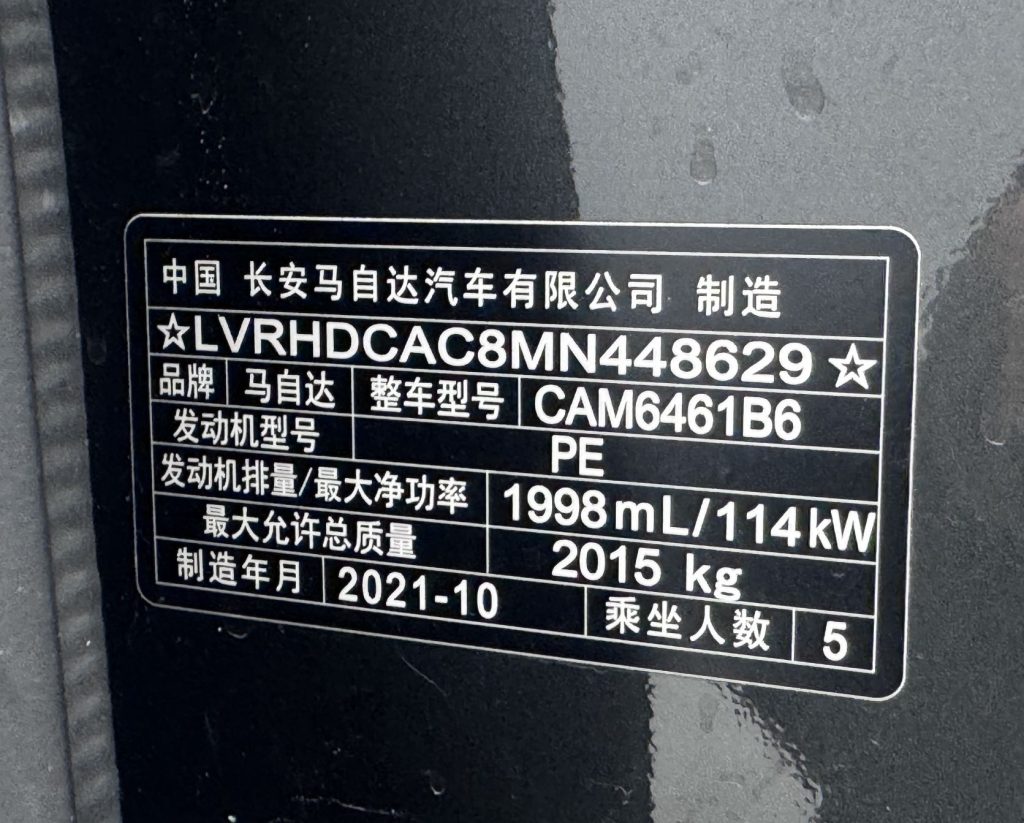 中国 长安马自达汽车有限公司 制造
☆LVRHDCAC8MN448629☆
品牌 马自达 整车型号 CAM6461B6
发动机型号 PE
发动机排量/最大净功率 1998mL/114kW
最大允许总质量 2015 kg
制造年月 2021-10 乘坐人数 5